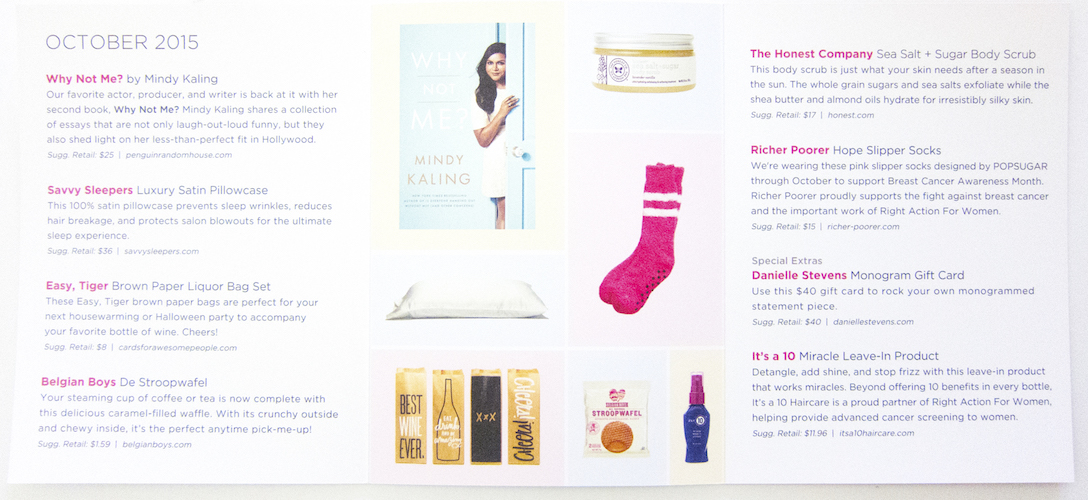 OCTOBER 2015
Why Not Me? by Mindy Kaling
Our favorite actor, producer, and writer is back at it with her
second book, Why Not Me? Mindy Kaling shares a collection
of essays that are not only laugh-out-loud funny, but they
also shed light on her less-than-perfect fit in Hollywood.
Sugg. Retail: $25 | penguinrandomhouse.com
Savvy Sleepers Luxury Satin Pillowcase
This 100% satin pillowcase prevents sleep wrinkles, reduces
hair breakage, and protects salon blowouts for the ultimate
sleep experience.
Sugg. Retail: $36 | savvysleepers.com
Easy, Tiger Brown Paper Liquor Bag Set
These Easy, Tiger brown paper bags are perfect for your
next housewarming or Halloween party to accompany
your favorite bottle of wine. Cheers!
Sugg. Retail: $8 | cardsforawesomepeople.com
Belgian Boys De Stroopwafel
Your steaming cup of coffee or tea is now complete with
this delicious caramel-filled waffle. With its crunchy outside
and chewy inside, it's the perfect anytime pick-me-up!
Sugg. Retail: $1.59 | belgianboys.com
WHY
NOT
ME?
MINDY
KALING
BEST
WINE
EVER.
XXX
Cheers!
STROOPWAFEL
10
The Honest Company Sea Salt + Sugar Body Scrub
This body scrub is just what your skin needs after a season in
the sun. The whole grain sugars and sea salts exfoliate while the
shea butter and almond oils hydrate for irresistibly silky skin.
Sugg. Retail: $17 | honest.com
Richer Poorer Hope Slipper Socks
We're wearing these pink slipper socks designed by POPSUGAR
through October to support Breast Cancer Awareness Month.
Richer Poorer proudly supports the fight against breast cancer
and the important work of Right Action For Women.
Sugg. Retail: $15 | richer-poorer.com
Special Extras
Danielle Stevens Monogram Gift Card
Use this $40 gift card to rock your own monogrammed
statement piece.
Sugg. Retail: $40 | daniellestevens.com
It's a 10 Miracle Leave-In Product
Detangle, add shine, and stop frizz with this leave-in product
that works miracles. Beyond offering 10 benefits in every bottle,
It's a 10 Haircare is a proud partner of Right Action For Women,
helping provide advanced cancer screening to women.
Sugg. Retail: $11.96 | itsa10haircare.com